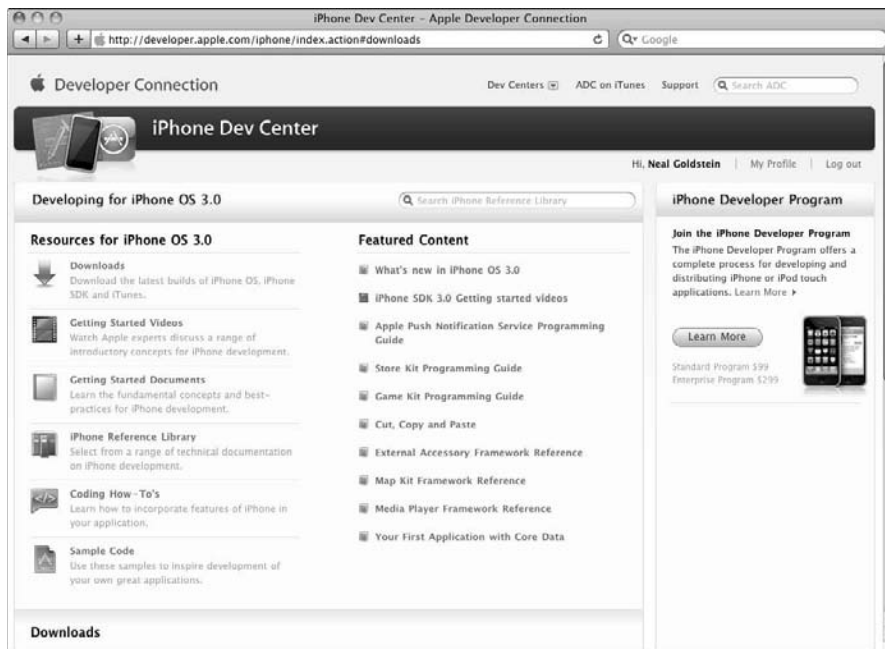 iPhone Dev Center – Apple Developer Connection
http://developer.apple.com/iphone/index.action#downloads
Google
Developer Connection
Dev Centers
ADC on iTunes
Support
Search ADC
iPhone Dev Center
Hi, Neal Goldstein | My Profile | Log out
Developing for iPhone OS 3.0
Search iPhone Reference Library
Resources for iPhone OS 3.0
Downloads
Download the latest builds of iPhone OS, iPhone
SDK and iTunes.
Getting Started Videos
Watch Apple experts discuss a range of
introductory concepts for iPhone development.
Getting Started Documents
Learn the fundamental concepts and best-
practices for iPhone development.
iPhone Reference Library
Select from a range of technical documentation
on iPhone development.
Coding How-To's
Learn how to incorporate features of iPhone in
your application.
Sample Code
Use these samples to inspire development of
your own great applications.
Featured Content
What's new in iPhone OS 3.0
iPhone SDK 3.0 Getting started videos
Apple Push Notification Service Programming
Guide
Store Kit Programming Guide
Game Kit Programming Guide
Cut, Copy and Paste
External Accessory Framework Reference
Map Kit Framework Reference
Media Player Framework Reference
Your First Application with Core Data
iPhone Developer Program
Join the iPhone Developer Program
The iPhone Developer Program offers a
complete process for developing and
distributing iPhone or iPod touch
applications. Learn More
Learn More
Standard Program $99
Enterprise Program $299
Downloads